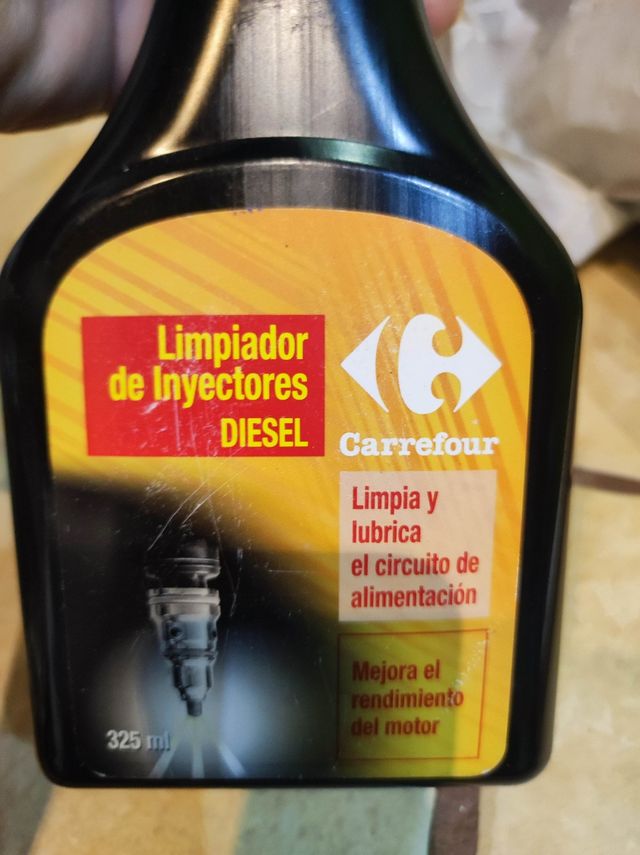 Limpiador
de Inyectores
DIESEL
Carrefour
Limpia y
lubrica
el circuito de
alimentación
Mejora el
rendimiento
del motor
325 ml